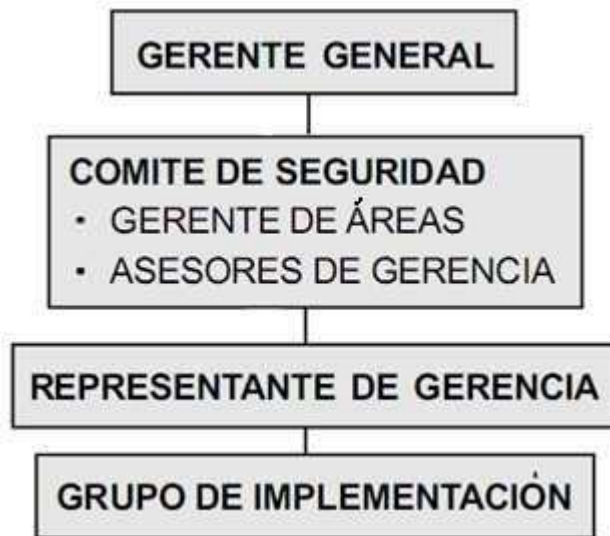 GERENTE GENERAL
COMITE DE SEGURIDAD
· GERENTE DE ÁREAS
· ASESORES DE GERENCIA
REPRESENTANTE DE GERENCIA
GRUPO DE IMPLEMENTACIÓN